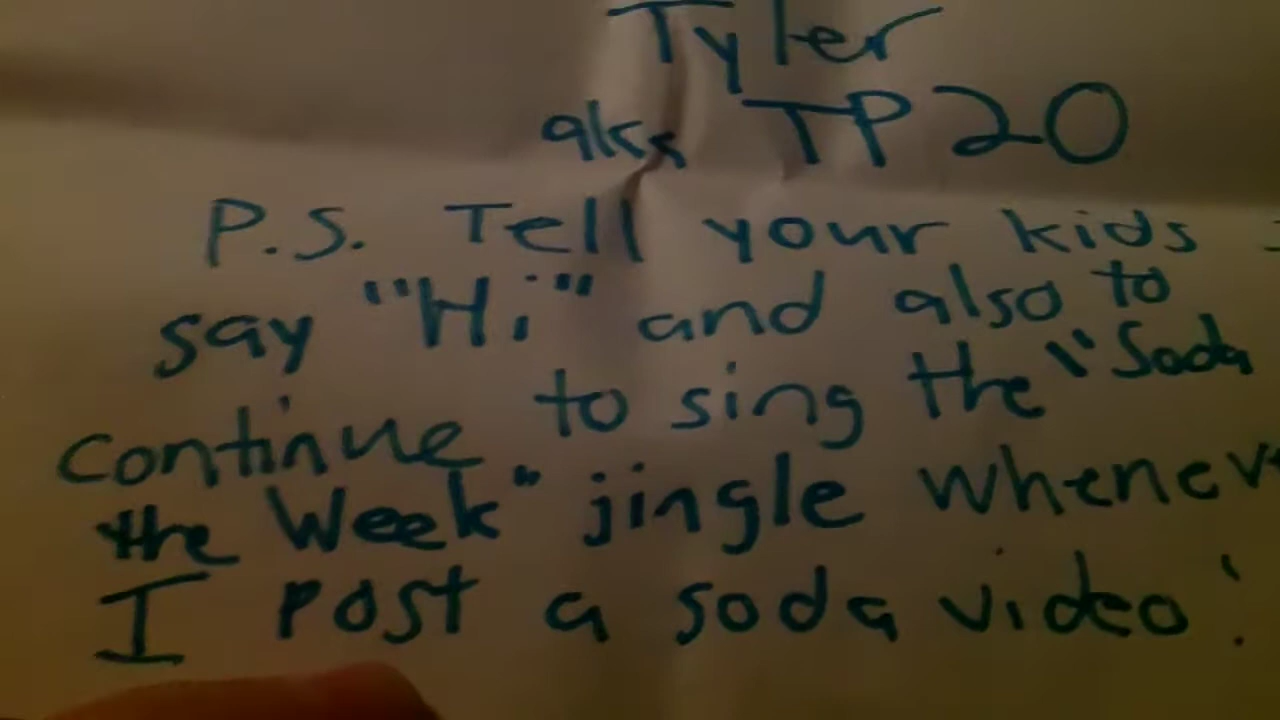 Tyler
aka TP20
P.S. Tell your kids
say "Hi" and also to
continue to sing the "Soda
the Week" jingle whenev
I post a soda video!